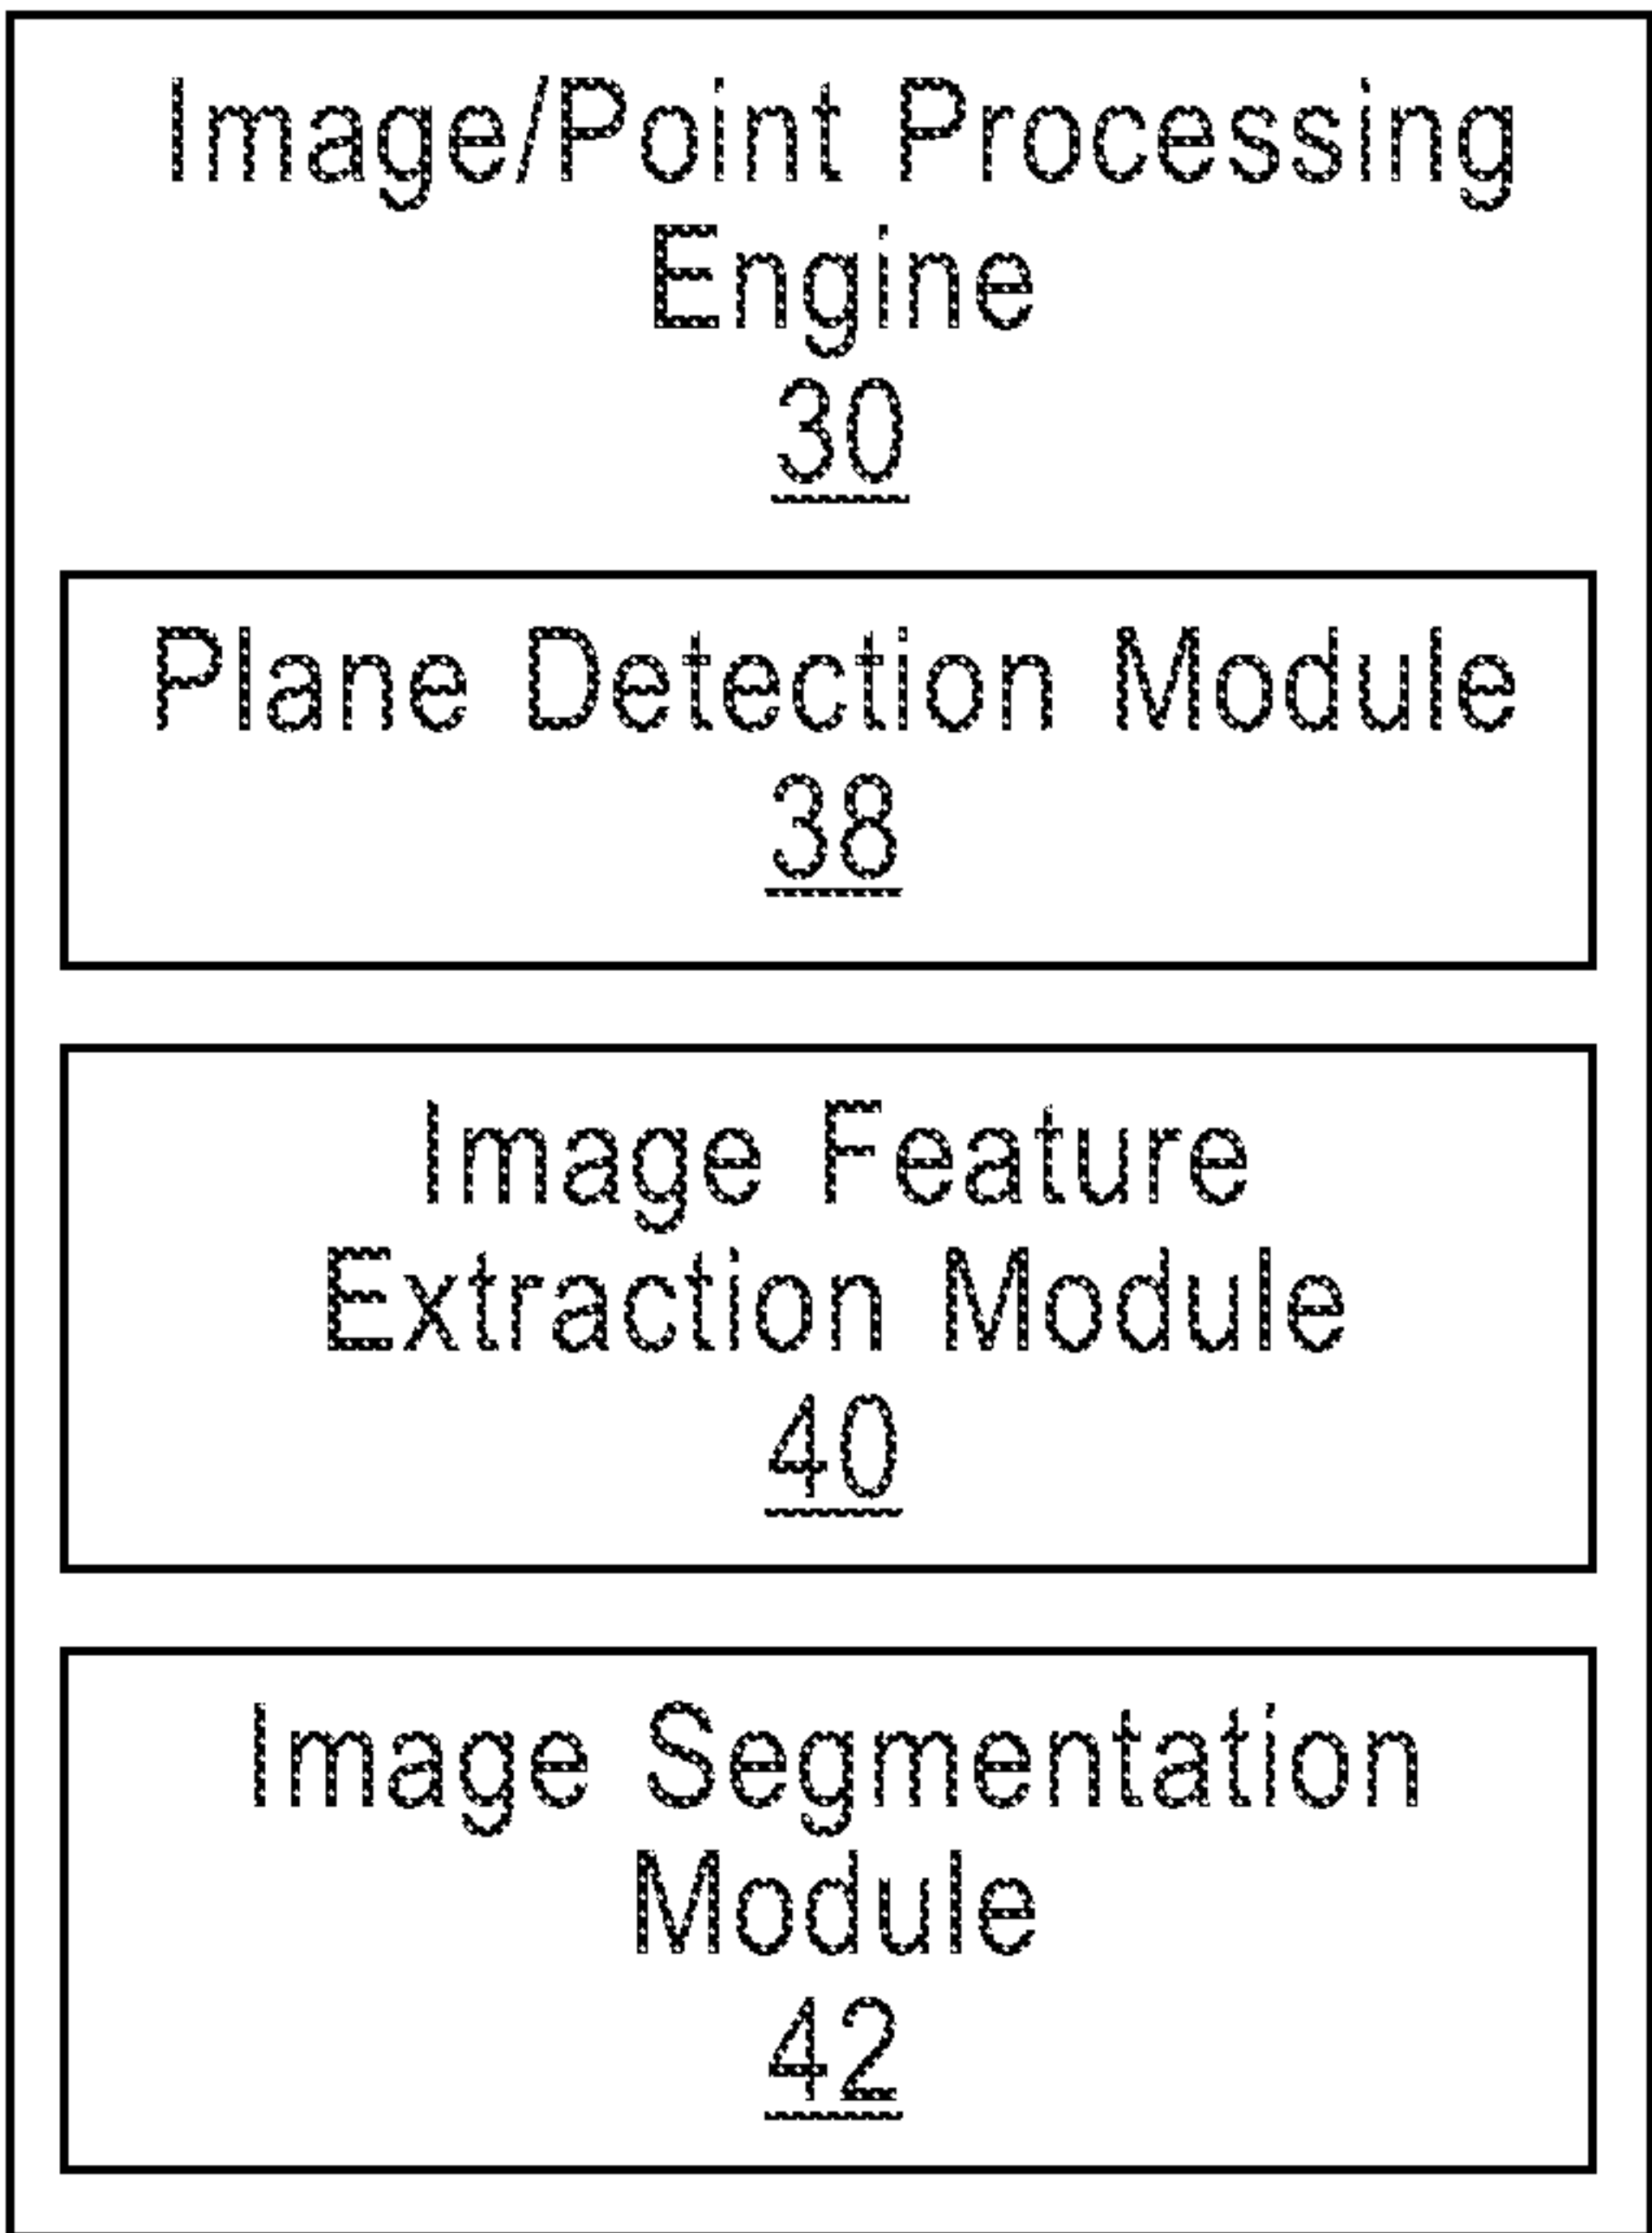 Image/Point Processing
Engine
30
Plane Detection Module
38
Image Feature
Extraction Module
40
Image Segmentation
Module
42